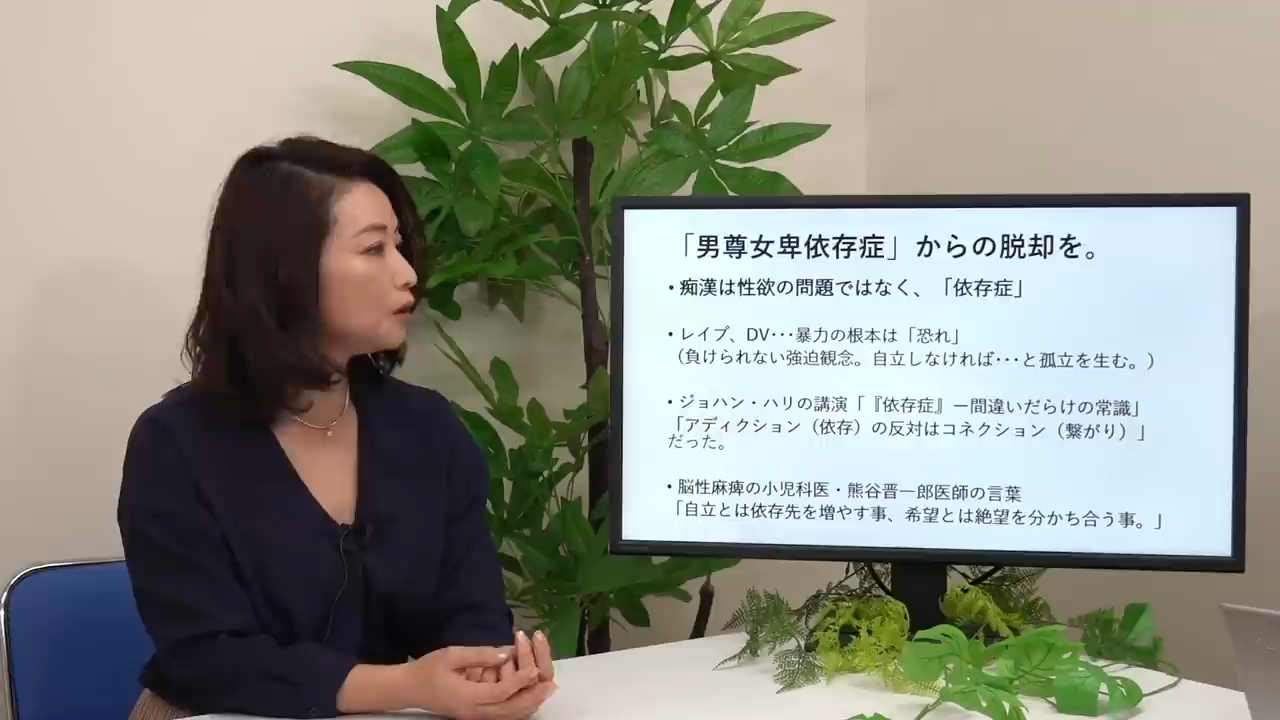 「男尊女卑依存症」からの脱却を。
・痴漢は性欲の問題ではなく、「依存症」
・レイプ、DV･･･暴力の根本は「恐れ」
（負けられない強迫観念。自立しなければ･･･と孤立を生む。）
・ジョハン・ハリの講演「『依存症』―間違いだらけの常識」
「アディクション（依存）の反対はコネクション（繋がり）」
だった。
・脳性麻痺の小児科医・熊谷晋一郎医師の言葉
「自立とは依存先を増やす事、希望とは絶望を分かち合う事。」